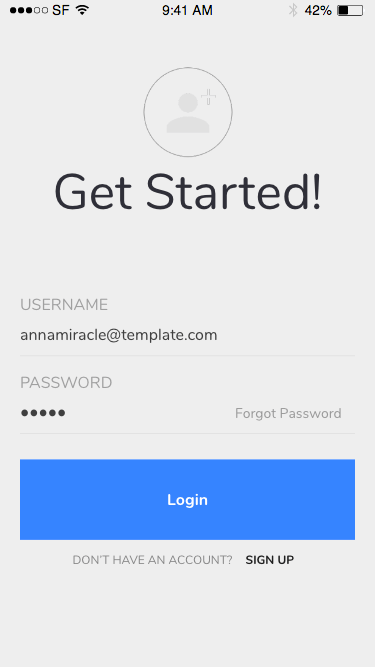 SF 9:41 AM 42%
Get Started!
USERNAME
annamiracle@template.com
PASSWORD
●●●●● Forgot Password
Login
DON'T HAVE AN ACCOUNT? SIGN UP